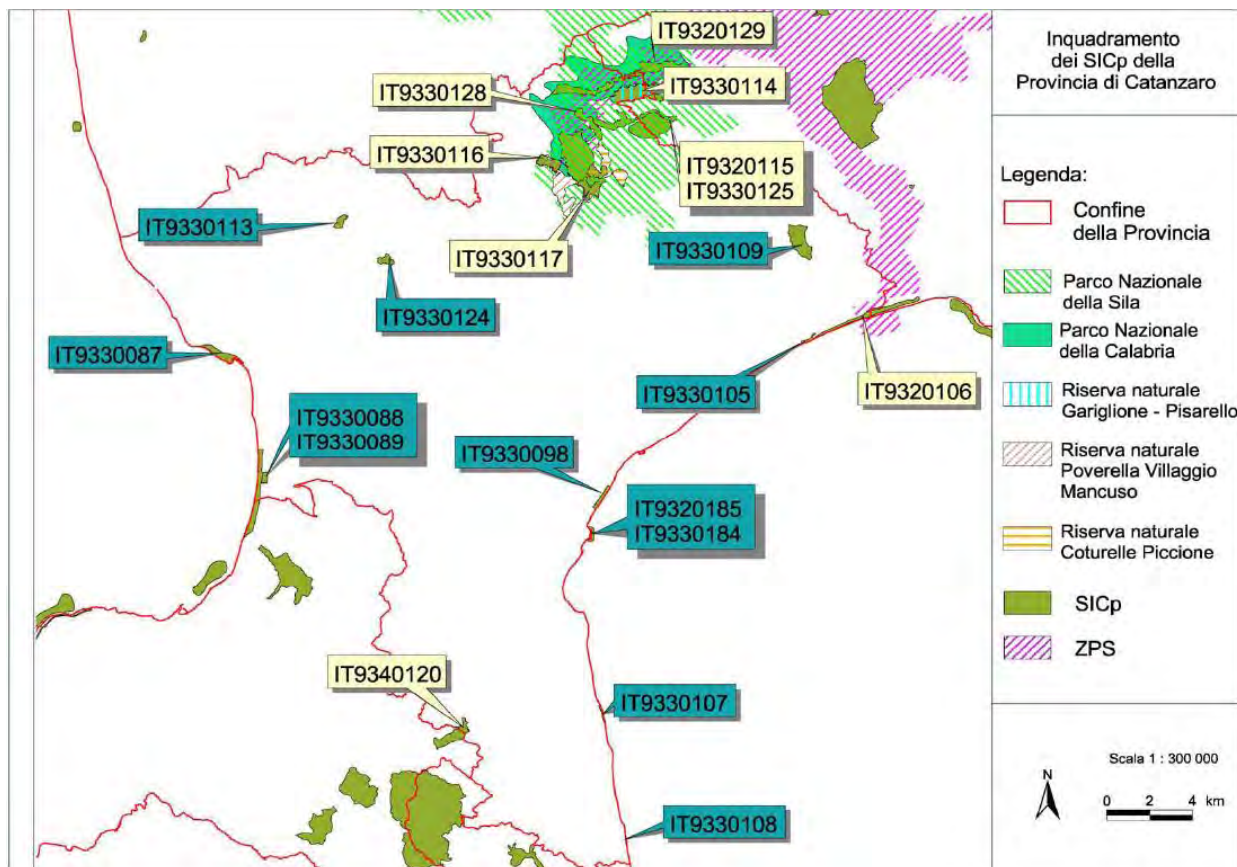 IT9320129
IT9330128
IT9330114
IT9330116
IT9320115
IT9330125
IT9330113
IT9330117
IT9330109
IT9330124
IT9330087
IT9330105
IT9320106
IT9330088
IT9330089
IT9330098
IT9320185
IT9330184
IT9340120
IT9330107
IT9330108
Inquadramento
dei SICp della
Provincia di Catanzaro
Legenda:
Confine
della Provincia
Parco Nazionale
della Sila
Parco Nazionale
della Calabria
Riserva naturale
Gariglione - Pisarello
Riserva naturale
Poverella Villaggio
Mancuso
Riserva naturale
Coturelle Piccione
SICp
ZPS
Scala 1 : 300 000
N
0 2 4 km